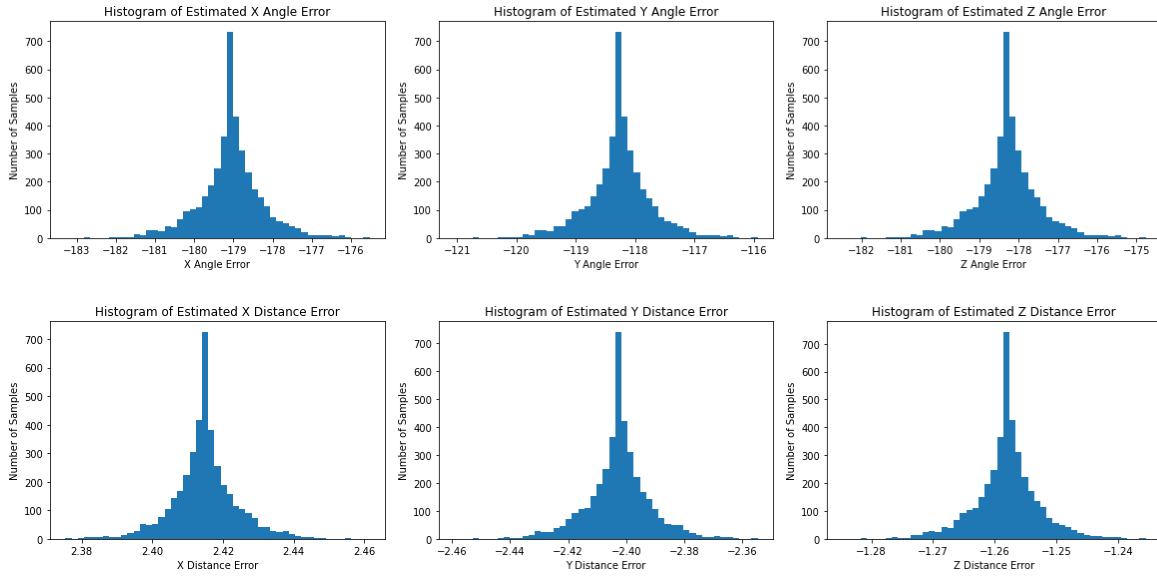 Histogram of Estimated X Angle Error
700
600
500
400
300
200
100
0
Number of Samples
−183 −182 −181 −180 −179 −178 −177 −176
X Angle Error
Histogram of Estimated Y Angle Error
700
600
500
400
300
200
100
0
Number of Samples
−121 −120 −119 −118 −117 −116
Y Angle Error
Histogram of Estimated Z Angle Error
700
600
500
400
300
200
100
0
Number of Samples
−182 −181 −180 −179 −178 −177 −176 −175
Z Angle Error
Histogram of Estimated X Distance Error
700
600
500
400
300
200
100
0
Number of Samples
2.38 2.40 2.42 2.44 2.46
X Distance Error
Histogram of Estimated Y Distance Error
700
600
500
400
300
200
100
0
Number of Samples
−2.46 −2.44 −2.42 −2.40 −2.38 −2.36
Y Distance Error
Histogram of Estimated Z Distance Error
700
600
500
400
300
200
100
0
Number of Samples
−1.28 −1.27 −1.26 −1.25 −1.24
Z Distance Error